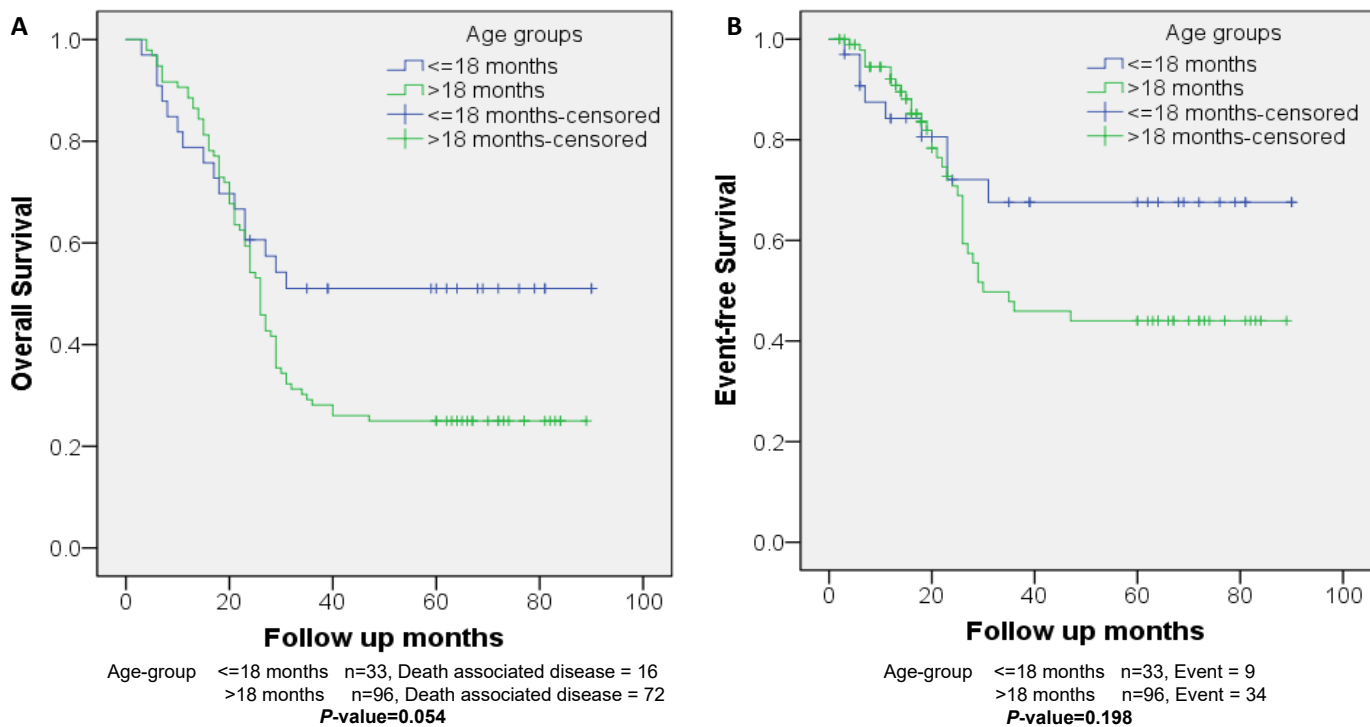 A
Age groups
<=18 months
>18 months
<=18 months-censored
>18 months-censored
1.0
0.8
0.6
0.4
0.2
0.0
Overall Survival
0 20 40 60 80 100
Follow up months
Age-group <=18 months n=33, Death associated disease = 16
>18 months n=96, Death associated disease = 72
P-value=0.054
B
Age groups
<=18 months
>18 months
<=18 months-censored
>18 months-censored
1.0
0.8
0.6
0.4
0.2
0.0
Event-free Survival
0 20 40 60 80 100
Follow up months
Age-group <=18 months n=33, Event = 9
>18 months n=96, Event = 34
P-value=0.198